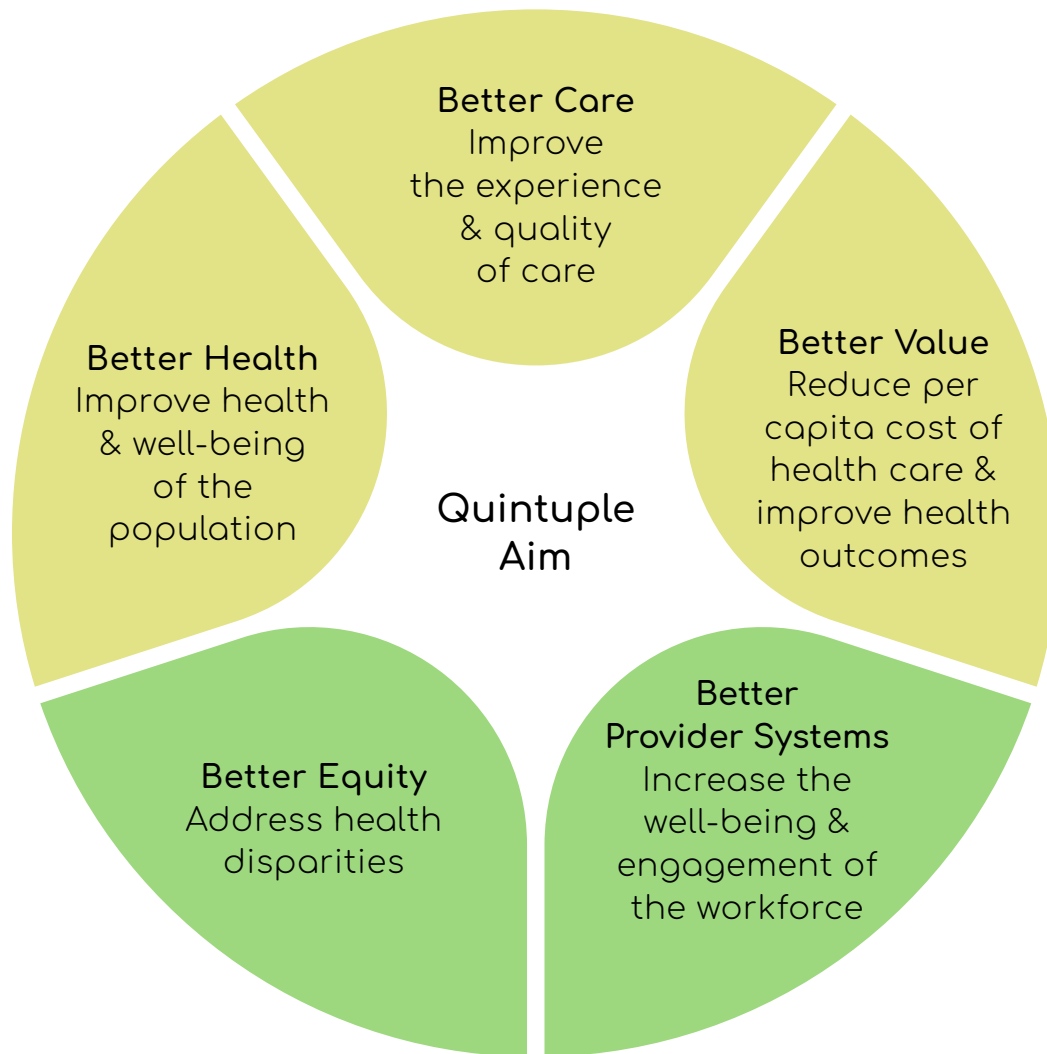 Better Care
Improve
the experience
& quality
of care
Better Health
Improve health
& well-being
of the
population
Better Value
Reduce per
capita cost of
health care &
improve health
outcomes
Quintuple
Aim
Better Equity
Address health
disparities
Better
Provider Systems
Increase the
well-being &
engagement of
the workforce